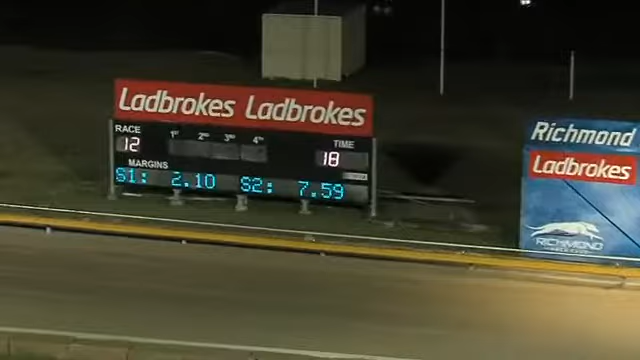 Ladbrokes Ladbrokes
RACE 1st 2nd 3rd 4th TIME
12 18
MARGINS
S1: 2.10 S2: 7.59
Richmond
Ladbrokes
RICHMOND